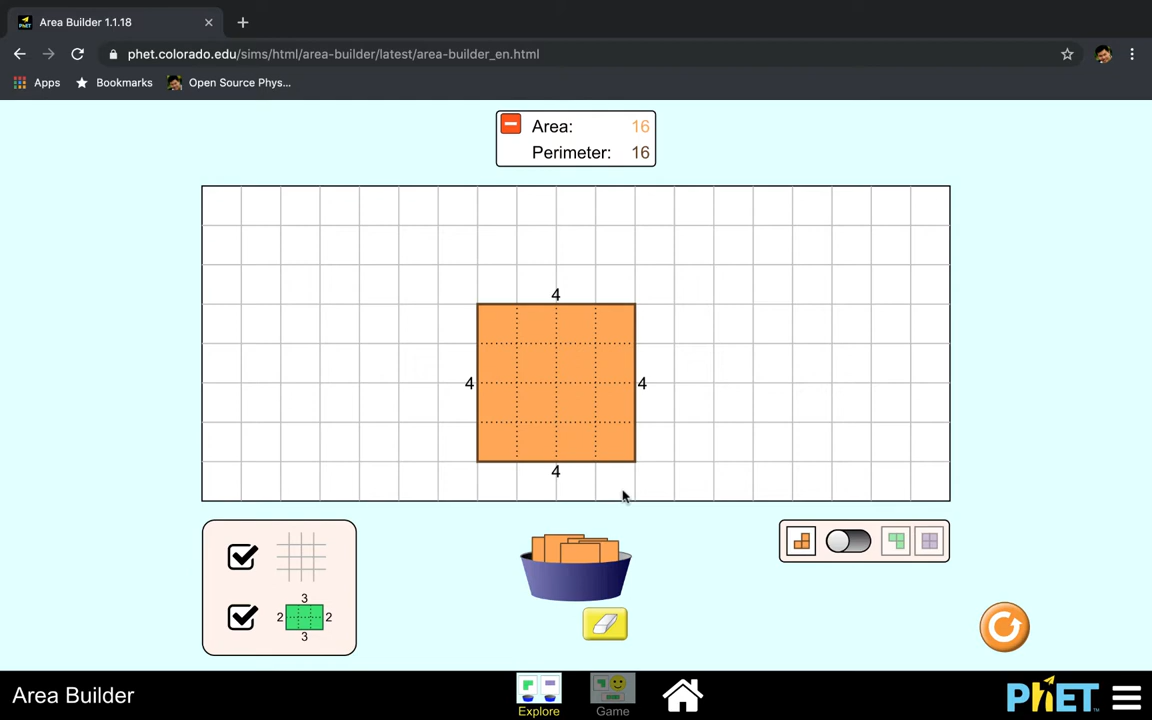 Area Builder 1.1.18
phet.colorado.edu/sims/html/area-builder/latest/area-builder_en.html
Apps Bookmarks Open Source Phys...
Area: 16
Perimeter: 16
4
4 4
4
3
2 2
3
Area Builder
Explore
Game
PhET